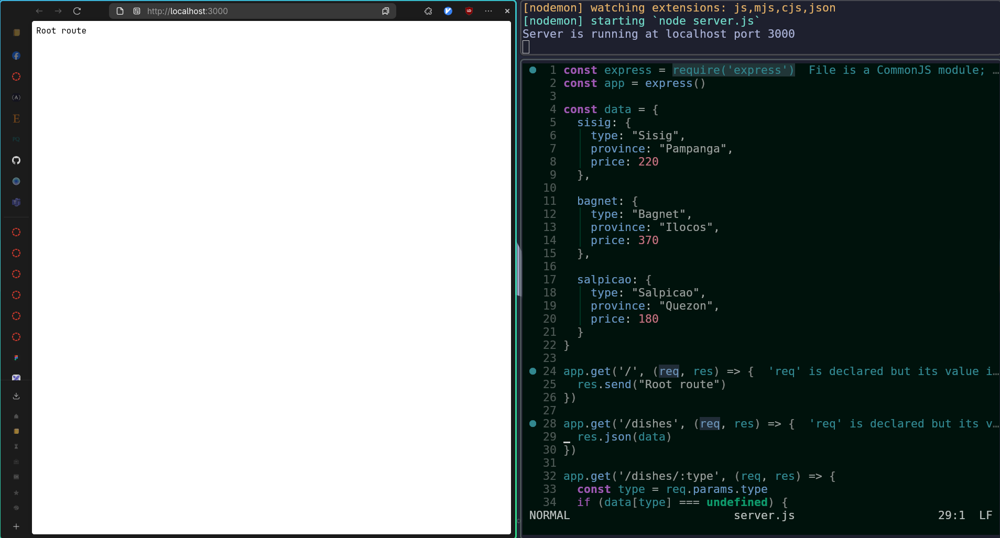 http://localhost:3000
Root route
[nodemon] watching extensions: js,mjs,cjs,json
[nodemon] starting `node server.js`
Server is running at localhost port 3000
1 const express = require('express')  File is a CommonJS module; …
2 const app = express()
3
4 const data = {
5   sisig: {
6     type: "Sisig",
7     province: "Pampanga",
8     price: 220
9   },
10
11   bagnet: {
12     type: "Bagnet",
13     province: "Ilocos",
14     price: 370
15   },
16
17   salpicao: {
18     type: "Salpicao",
19     province: "Quezon",
20     price: 180
21   }
22 }
23
24 app.get('/', (req, res) => {  'req' is declared but its value i…
25   res.send("Root route")
26 })
27
28 app.get('/dishes', (req, res) => {  'req' is declared but its v…
29   res.json(data)
30 })
31
32 app.get('/dishes/:type', (req, res) => {
33   const type = req.params.type
34   if (data[type] === undefined) {
NORMAL server.js 29:1 LF